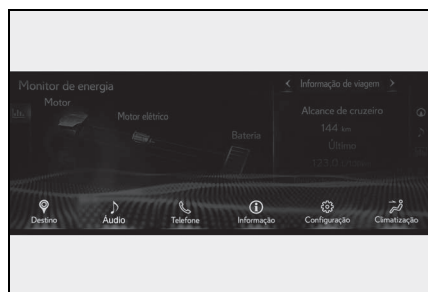 Monitor de energia
Informação de viagem
Motor
Motor elétrico
Bateria
Alcance de cruzeiro
144 km
Último
Destino
Áudio
Telefone
Informação
Configuração
Climatização